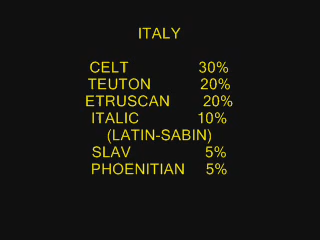 ITALY
CELT 30%
TEUTON 20%
ETRUSCAN 20%
ITALIC 10%
(LATIN-SABIN)
SLAV 5%
PHOENITIAN 5%